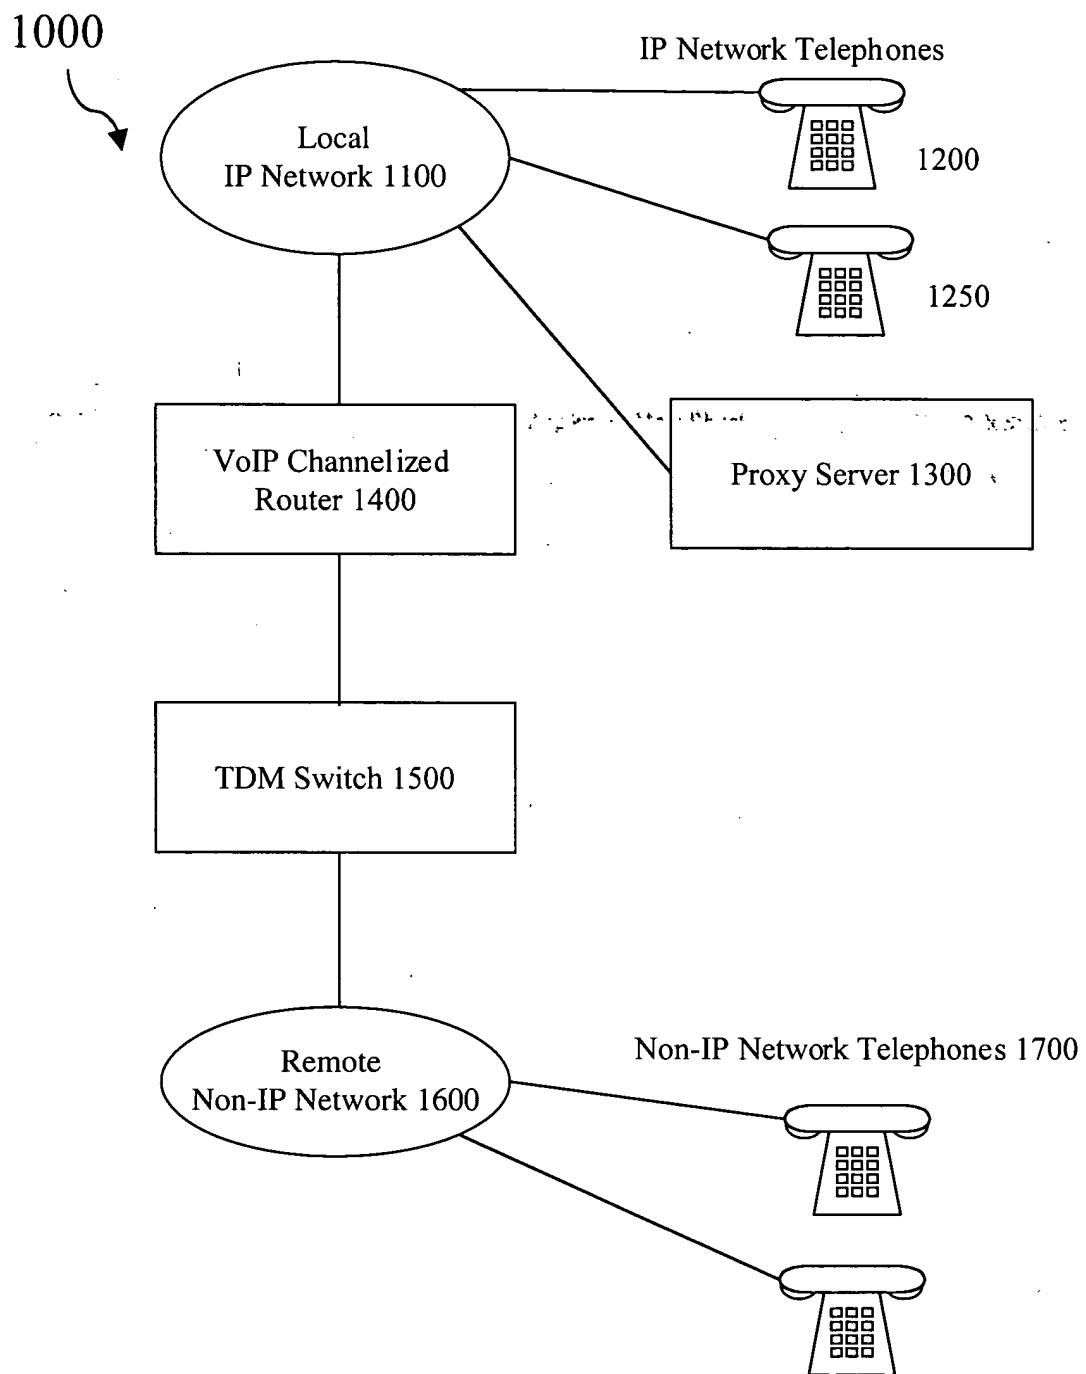 1000
IP Network Telephones
Local
IP Network 1100
1200
1250
VoIP Channelized
Router 1400
Proxy Server 1300
TDM Switch 1500
Remote
Non-IP Network 1600
Non-IP Network Telephones 1700